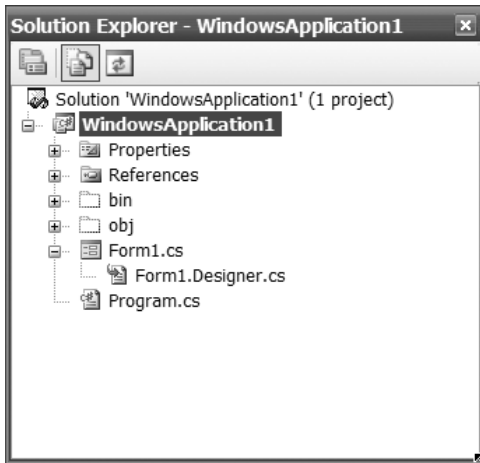 Solution Explorer - WindowsApplication1
Solution 'WindowsApplication1' (1 project)
WindowsApplication1
Properties
References
bin
obj
Form1.cs
Form1.Designer.cs
Program.cs